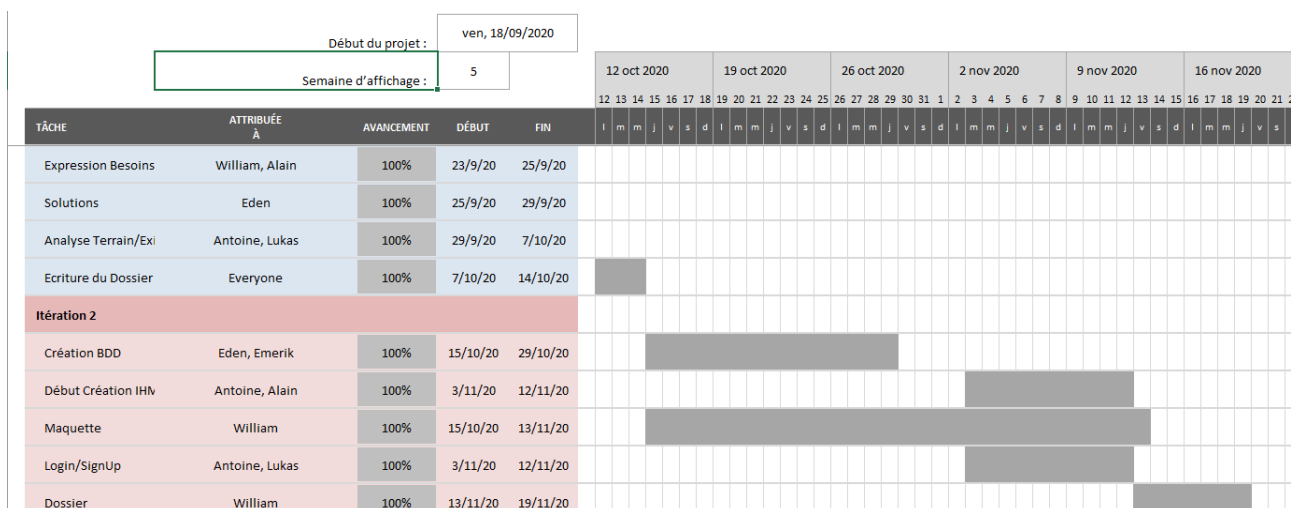 Début du projet : ven, 18/09/2020
Semaine d’affichage : 5
12 oct 2020 19 oct 2020 26 oct 2020 2 nov 2020 9 nov 2020 16 nov 2020
12 13 14 15 16 17 18 19 20 21 22 23 24 25 26 27 28 29 30 31 1 2 3 4 5 6 7 8 9 10 11 12 13 14 15 16 17 18 19 20 21
TÂCHE ATTRIBUÉE À AVANCEMENT DÉBUT FIN l m m j v s d l m m j v s d l m m j v s d l m m j v s d l m m j v s d l m m j v s
Expression Besoins William, Alain 100% 23/9/20 25/9/20
Solutions Eden 100% 25/9/20 29/9/20
Analyse Terrain/Exi Antoine, Lukas 100% 29/9/20 7/10/20
Ecriture du Dossier Everyone 100% 7/10/20 14/10/20
Itération 2
Création BDD Eden, Emerik 100% 15/10/20 29/10/20
Début Création IHM Antoine, Alain 100% 3/11/20 12/11/20
Maquette William 100% 15/10/20 13/11/20
Login/SignUp Antoine, Lukas 100% 3/11/20 12/11/20
Dossier William 100% 13/11/20 19/11/20